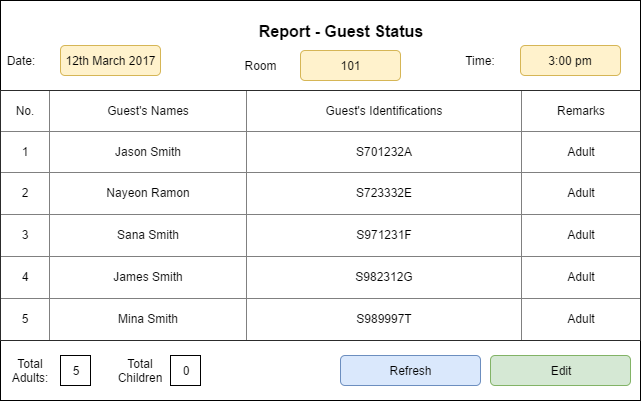 Report - Guest Status
Date: 12th March 2017 Room 101 Time: 3:00 pm
No. Guest's Names Guest's Identifications Remarks
1 Jason Smith S701232A Adult
2 Nayeon Ramon S723332E Adult
3 Sana Smith S971231F Adult
4 James Smith S982312G Adult
5 Mina Smith S989997T Adult
Total
Adults: 5
Total
Children 0
Refresh Edit